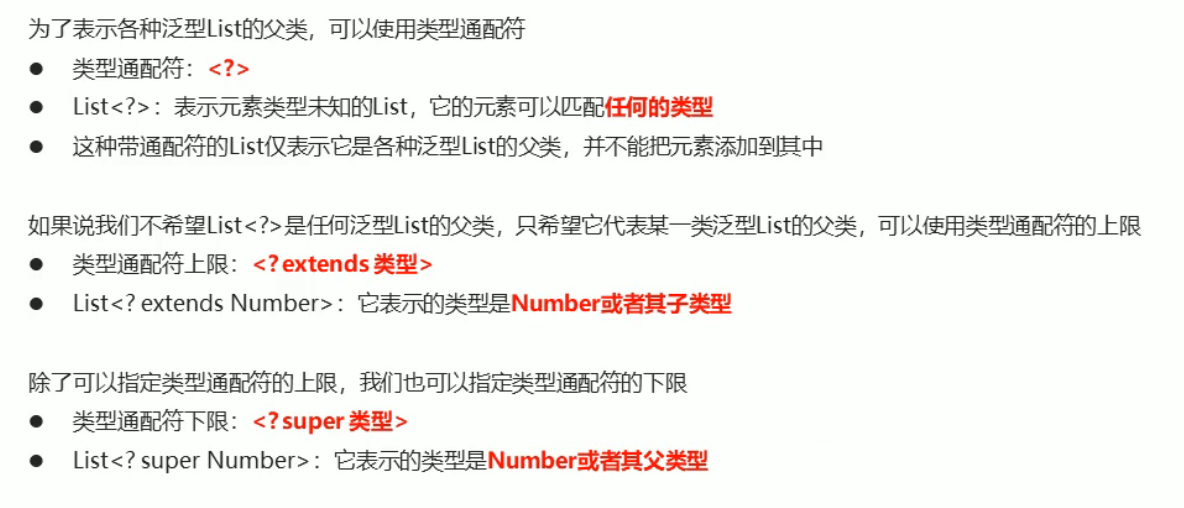 为了表示各种泛型List的父类，可以使用类型通配符
● 类型通配符：<?>
● List<?>：表示元素类型未知的List，它的元素可以匹配任何的类型
● 这种带通配符的List仅表示它是各种泛型List的父类，并不能把元素添加到其中
如果说我们不希望List<?>是任何泛型List的父类，只希望它代表某一类泛型List的父类，可以使用类型通配符的上限
● 类型通配符上限：<? extends 类型>
● List<? extends Number>：它表示的类型是Number或者其子类型
除了可以指定类型通配符的上限，我们也可以指定类型通配符的下限
● 类型通配符下限：<? super 类型>
● List<? super Number>：它表示的类型是Number或者其父类型